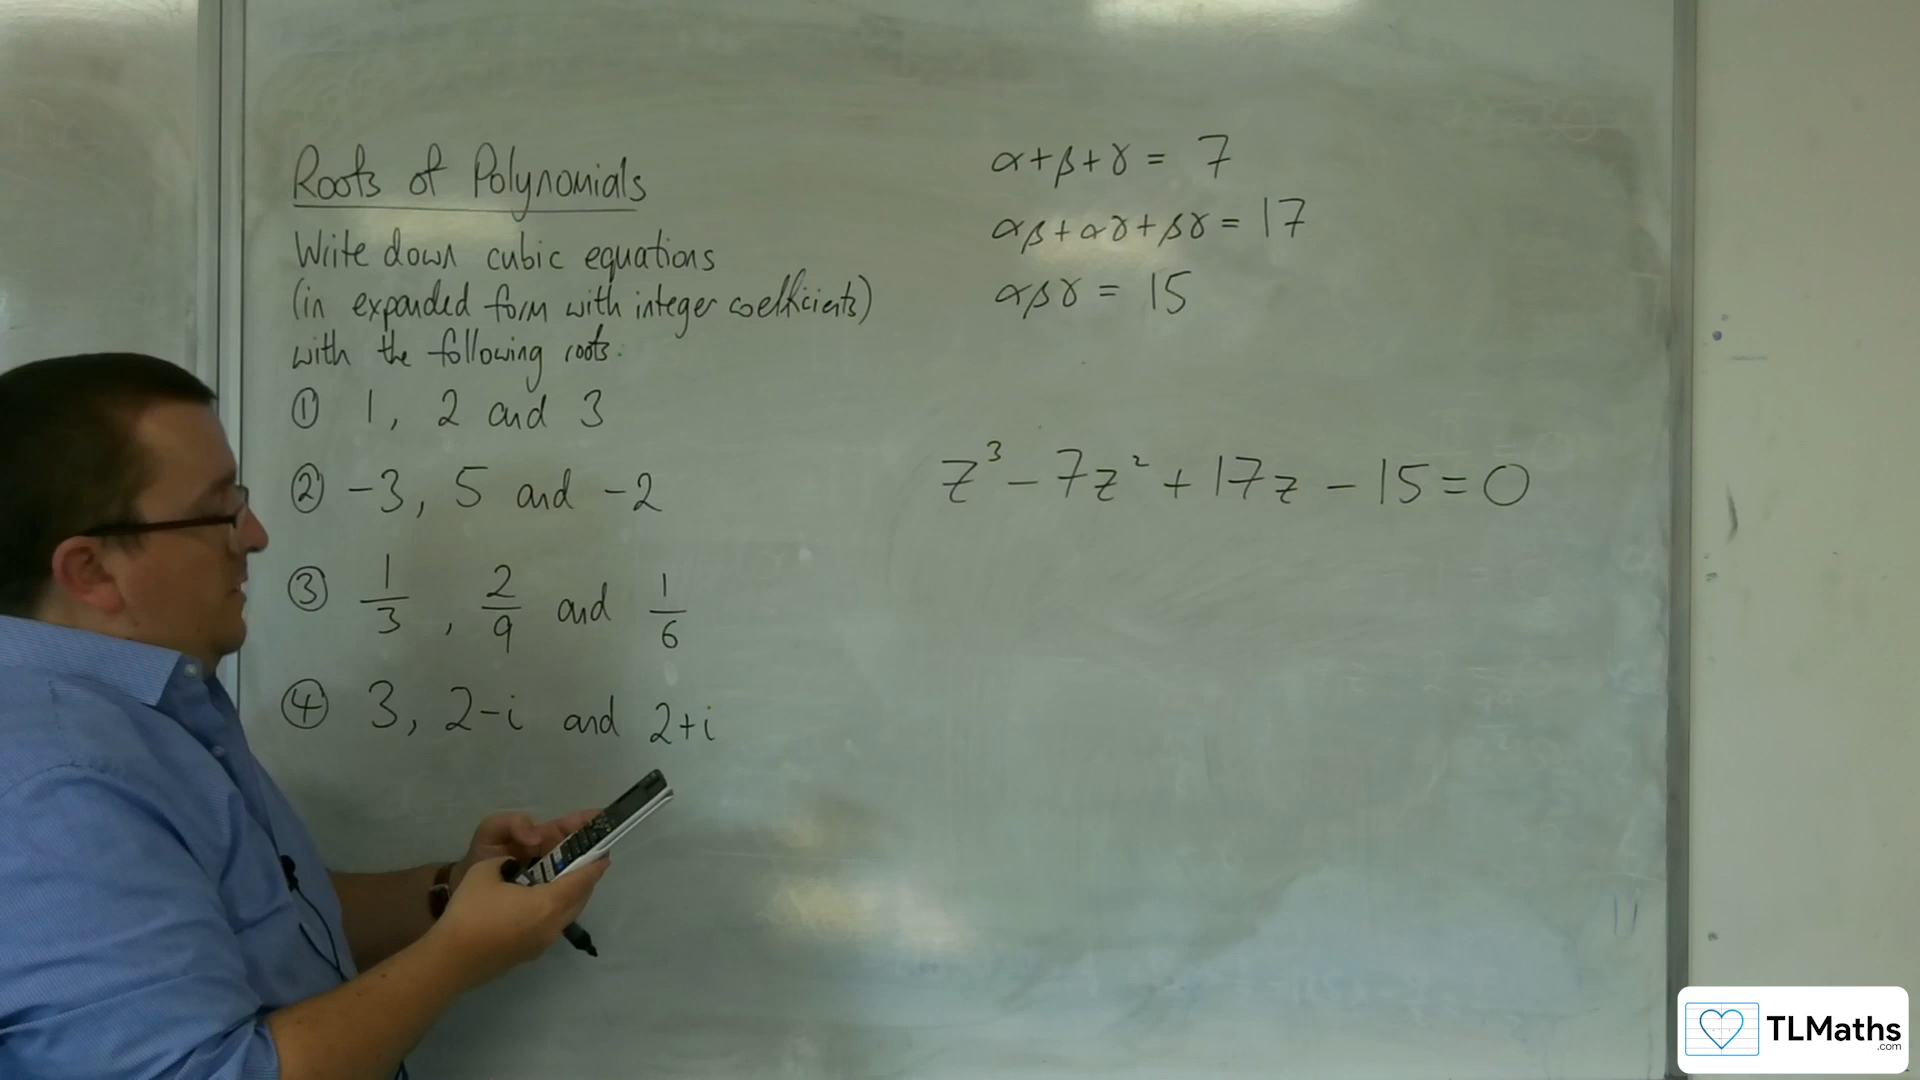 Roots of Polynomials
Write down cubic equations
(in expanded form with integer coefficients)
with the following roots.
① 1, 2 and 3
② -3, 5 and -2
③ 1/3, 2/9 and 1/6
④ 3, 2-i and 2+i
α+β+γ = 7
αβ+αγ+βγ = 17
αβγ = 15
z³ - 7z² + 17z - 15 = 0
TLMaths
.com